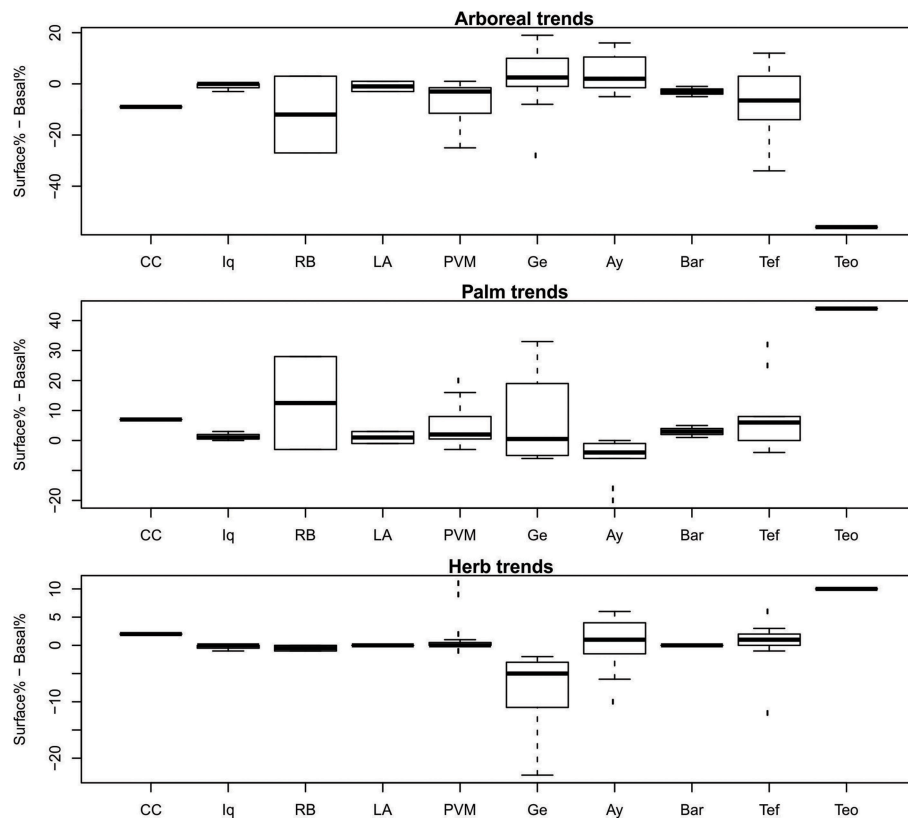 Arboreal trends
Surface% − Basal%
20
0
−20
−40
CC Iq RB LA PVM Ge Ay Bar Tef Teo
Palm trends
Surface% − Basal%
40
30
20
10
0
−20
CC Iq RB LA PVM Ge Ay Bar Tef Teo
Herb trends
Surface% − Basal%
10
5
0
−10
−20
CC Iq RB LA PVM Ge Ay Bar Tef Teo